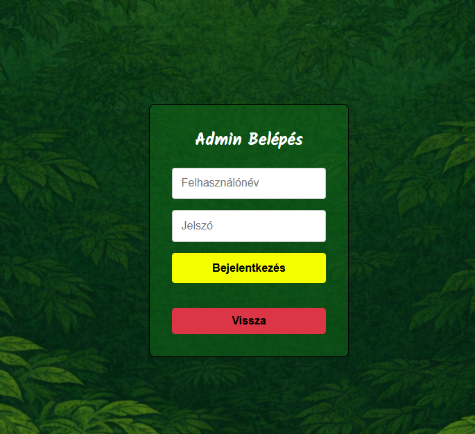 Admin Belépés
Felhasználónév
Jelszó
Bejelentkezés
Vissza